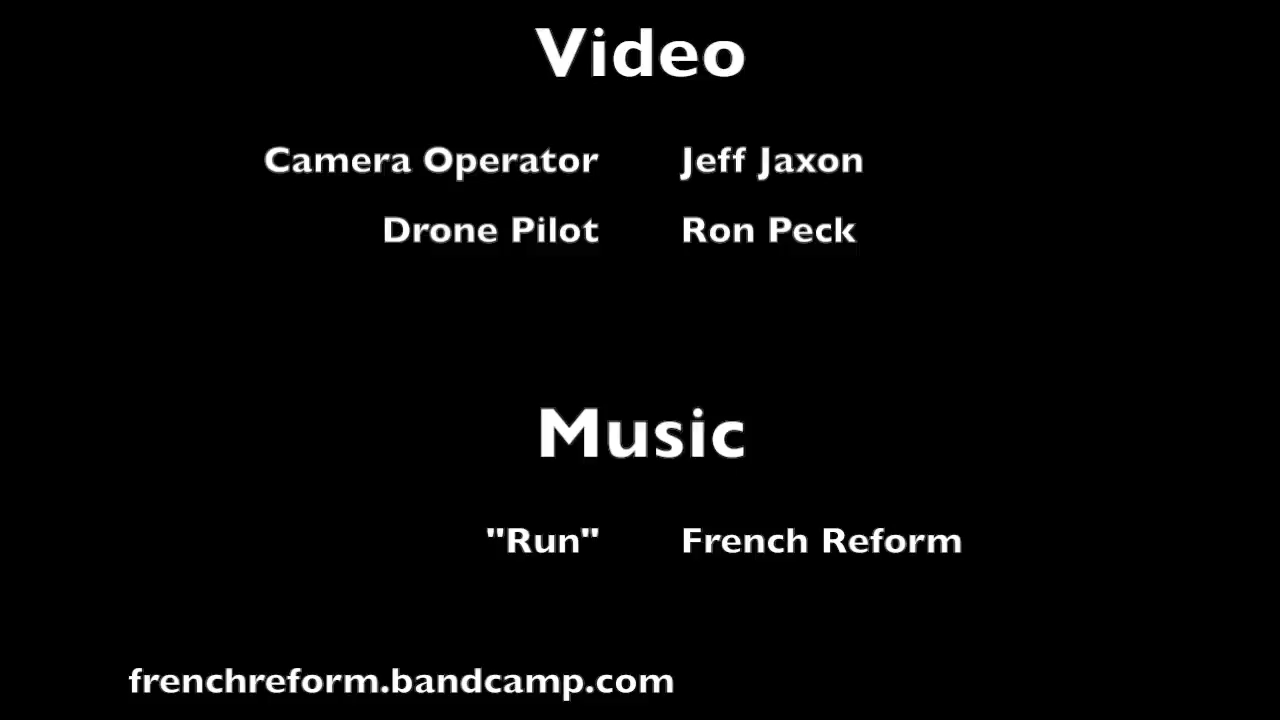 Video
Camera Operator Jeff Jaxon
Drone Pilot Ron Peck
Music
"Run" French Reform
frenchreform.bandcamp.com